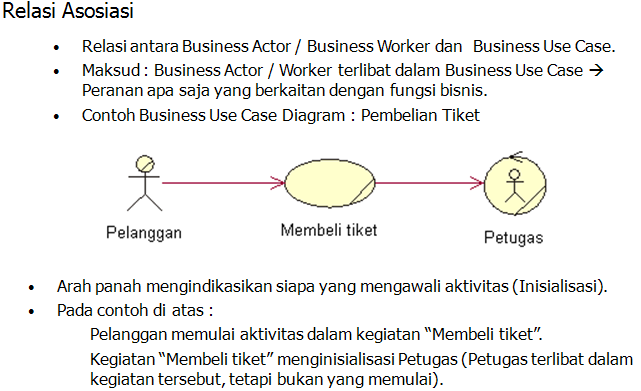 Relasi Asosiasi
• Relasi antara Business Actor / Business Worker dan Business Use Case.
• Maksud : Business Actor / Worker terlibat dalam Business Use Case →
Peranan apa saja yang berkaitan dengan fungsi bisnis.
• Contoh Business Use Case Diagram : Pembelian Tiket
Pelanggan
Membeli tiket
Petugas
• Arah panah mengindikasikan siapa yang mengawali aktivitas (Inisialisasi).
• Pada contoh di atas :
Pelanggan memulai aktivitas dalam kegiatan “Membeli tiket”.
Kegiatan “Membeli tiket” menginisialisasi Petugas (Petugas terlibat dalam
kegiatan tersebut, tetapi bukan yang memulai).